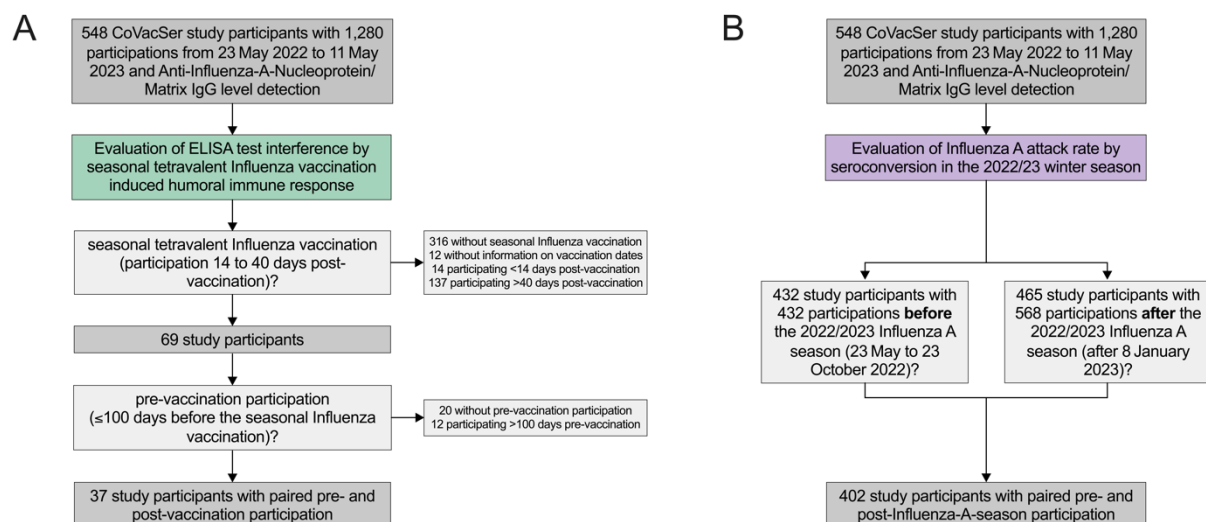 A
548 CoVacSer study participants with 1,280
participations from 23 May 2022 to 11 May
2023 and Anti-Influenza-A-Nucleoprotein/
Matrix IgG level detection
Evaluation of ELISA test interference by
seasonal tetravalent Influenza vaccination
induced humoral immune response
seasonal tetravalent Influenza vaccination
(participation 14 to 40 days post-
vaccination)?
316 without seasonal Influenza vaccination
12 without information on vaccination dates
14 participating <14 days post-vaccination
137 participating >40 days post-vaccination
69 study participants
pre-vaccination participation
(≤100 days before the seasonal Influenza
vaccination)?
20 without pre-vaccination participation
12 participating >100 days pre-vaccination
37 study participants with paired pre- and
post-vaccination participation
B
548 CoVacSer study participants with 1,280
participations from 23 May 2022 to 11 May
2023 and Anti-Influenza-A-Nucleoprotein/
Matrix IgG level detection
Evaluation of Influenza A attack rate by
seroconversion in the 2022/23 winter season
432 study participants with
432 participations before
the 2022/2023 Influenza A
season (23 May to 23
October 2022)?
465 study participants with
568 participations after the
2022/2023 Influenza A
season (after 8 January
2023)?
402 study participants with paired pre- and
post-Influenza-A-season participation